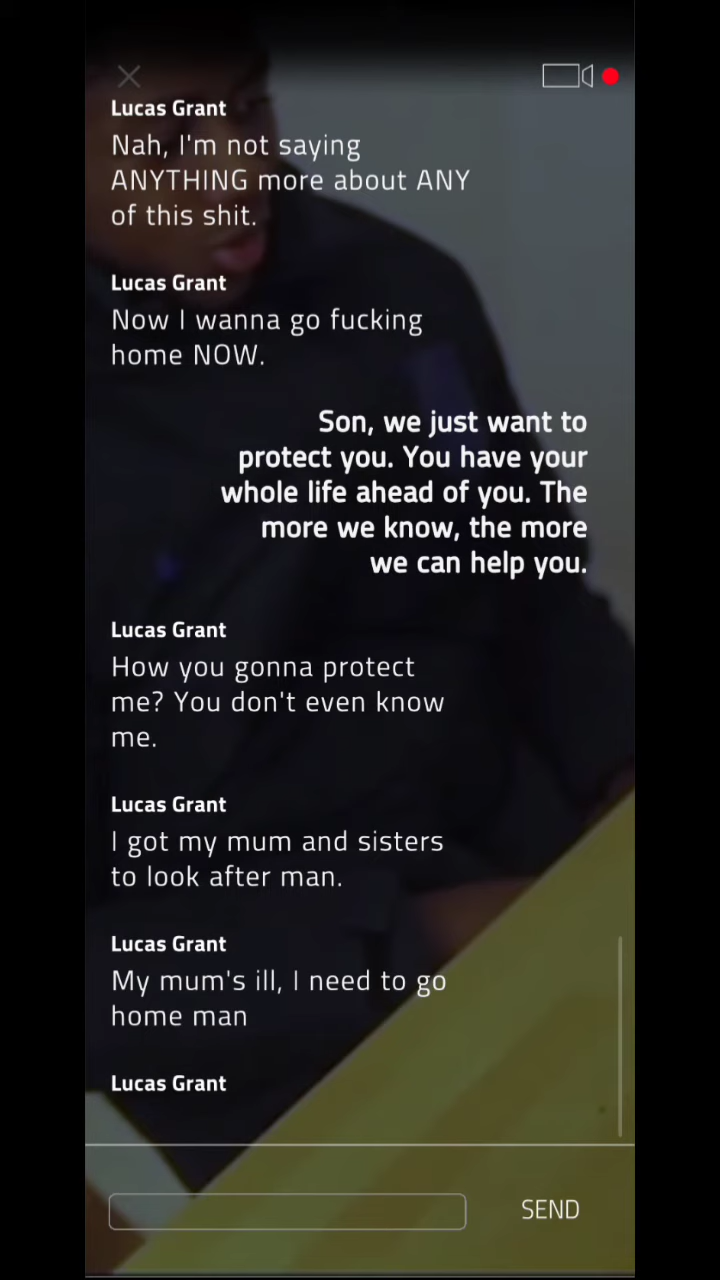 Lucas Grant
Nah, I'm not saying
ANYTHING more about ANY
of this shit.
Lucas Grant
Now I wanna go fucking
home NOW.
Son, we just want to
protect you. You have your
whole life ahead of you. The
more we know, the more
we can help you.
Lucas Grant
How you gonna protect
me? You don't even know
me.
Lucas Grant
I got my mum and sisters
to look after man.
Lucas Grant
My mum's ill, I need to go
home man
Lucas Grant
SEND